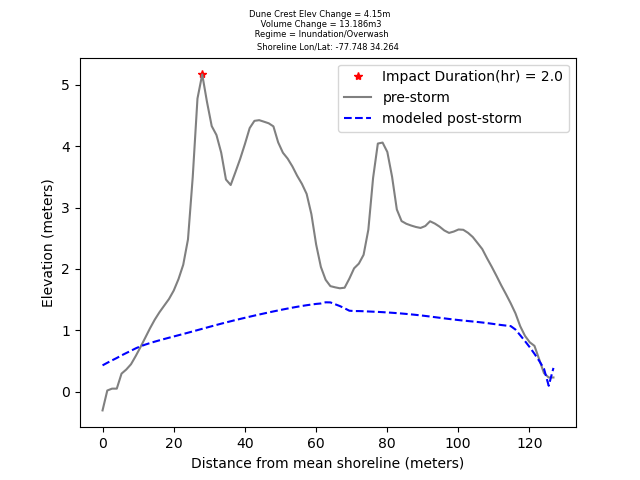 Dune Crest Elev Change = 4.15m
Volume Change = 13.186m3
Regime = Inundation/Overwash
Shoreline Lon/Lat: -77.748 34.264
Impact Duration(hr) = 2.0
pre-storm
modeled post-storm
Elevation (meters)
5
4
3
2
1
0
0 20 40 60 80 100 120
Distance from mean shoreline (meters)